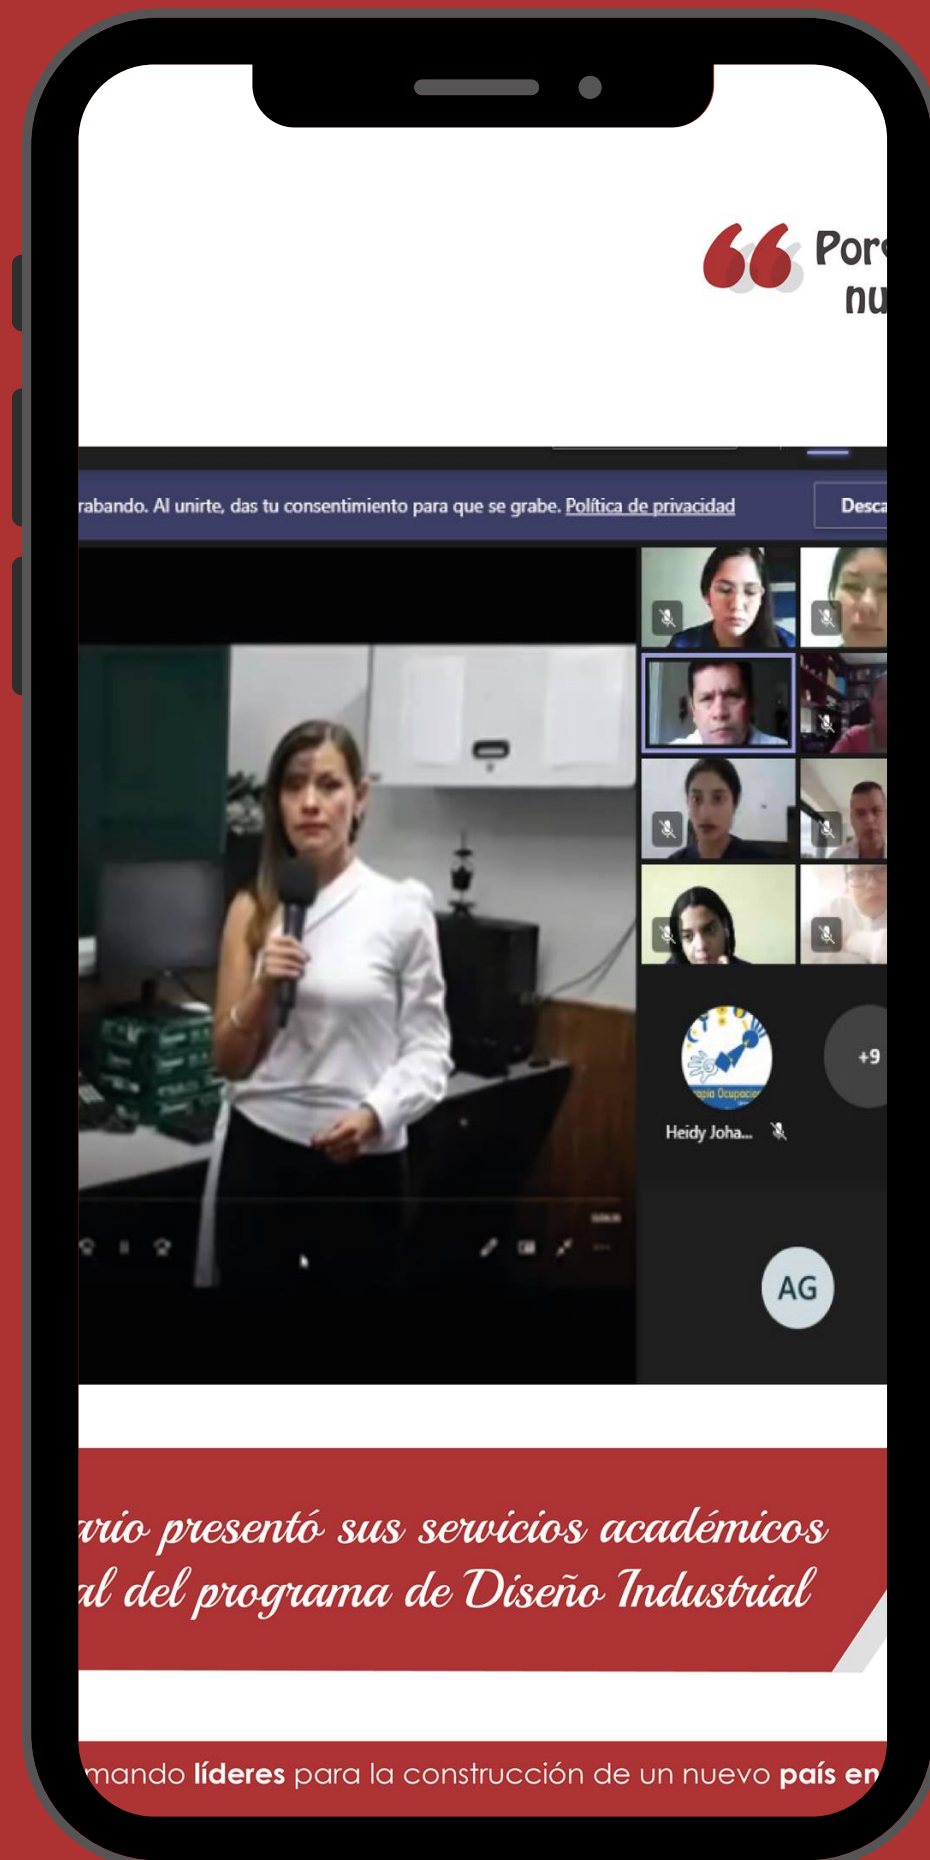 Porq
nu
rabando. Al unirte, das tu consentimiento para que se grabe. Política de privacidad
Desca
+9
Heidy Joha...
AG
ario presentó sus servicios académicos
al del programa de Diseño Industrial
mando líderes para la construcción de un nuevo país en